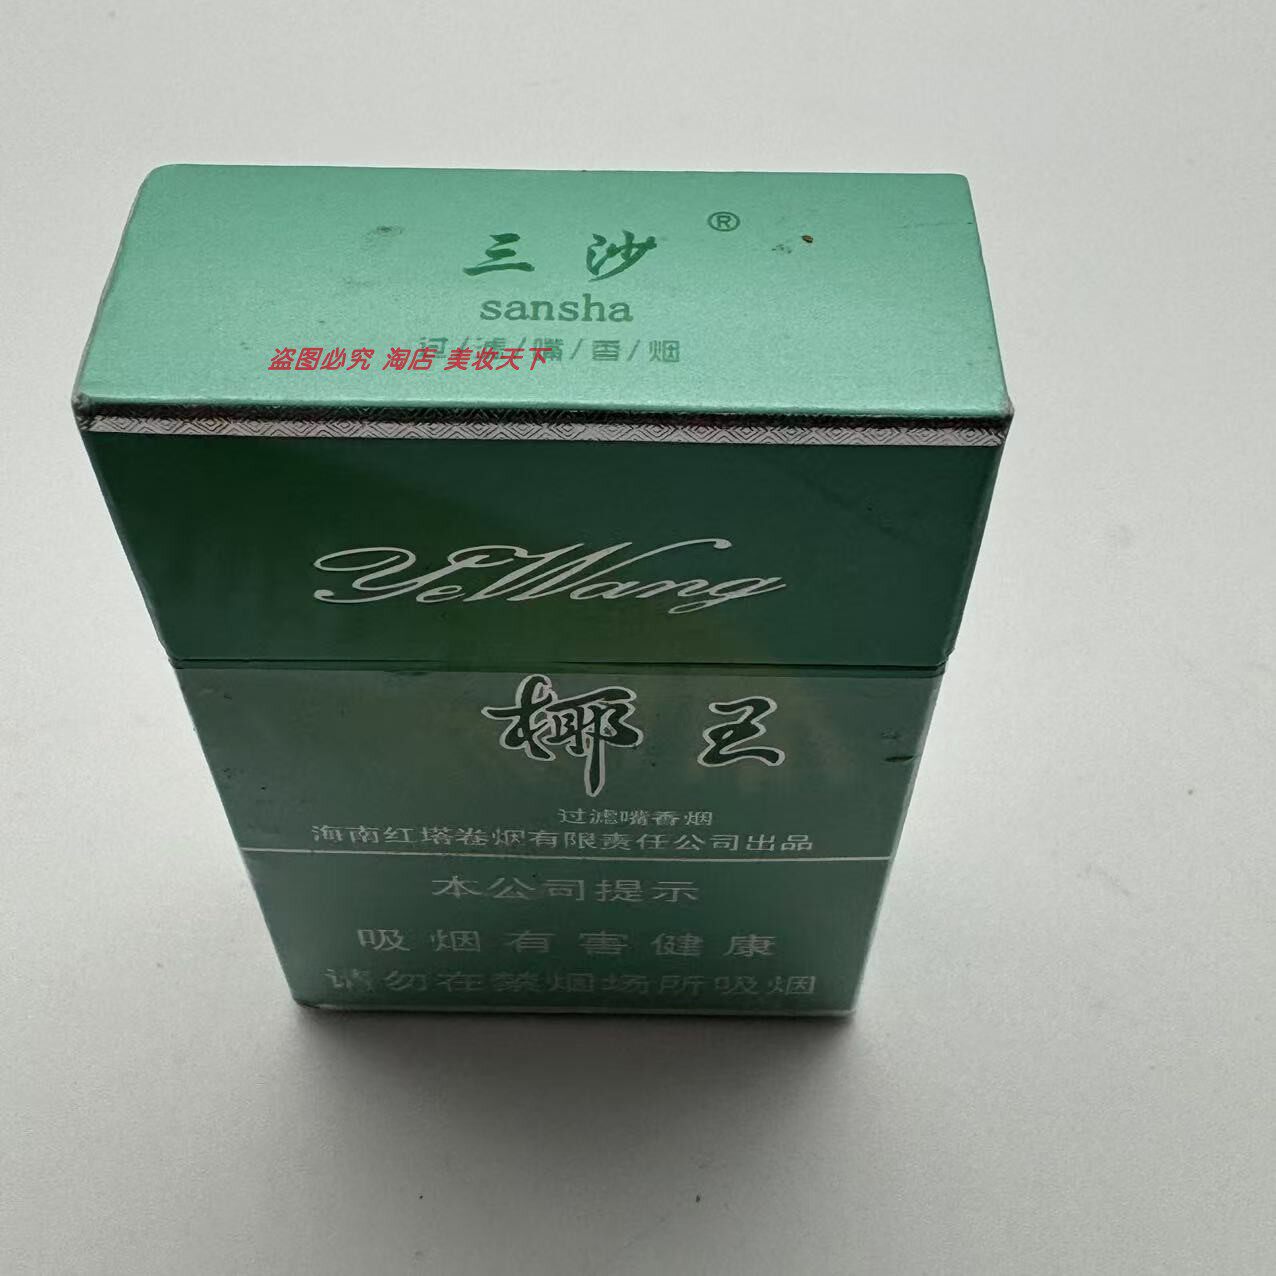 三沙®
sansha
过/滤/嘴/香/烟
盗图必究 淘店 美妆天下
YeWang
椰王
过滤嘴香烟
海南红塔卷烟有限责任公司出品
本公司提示
吸烟有害健康
请勿在禁烟场所吸烟